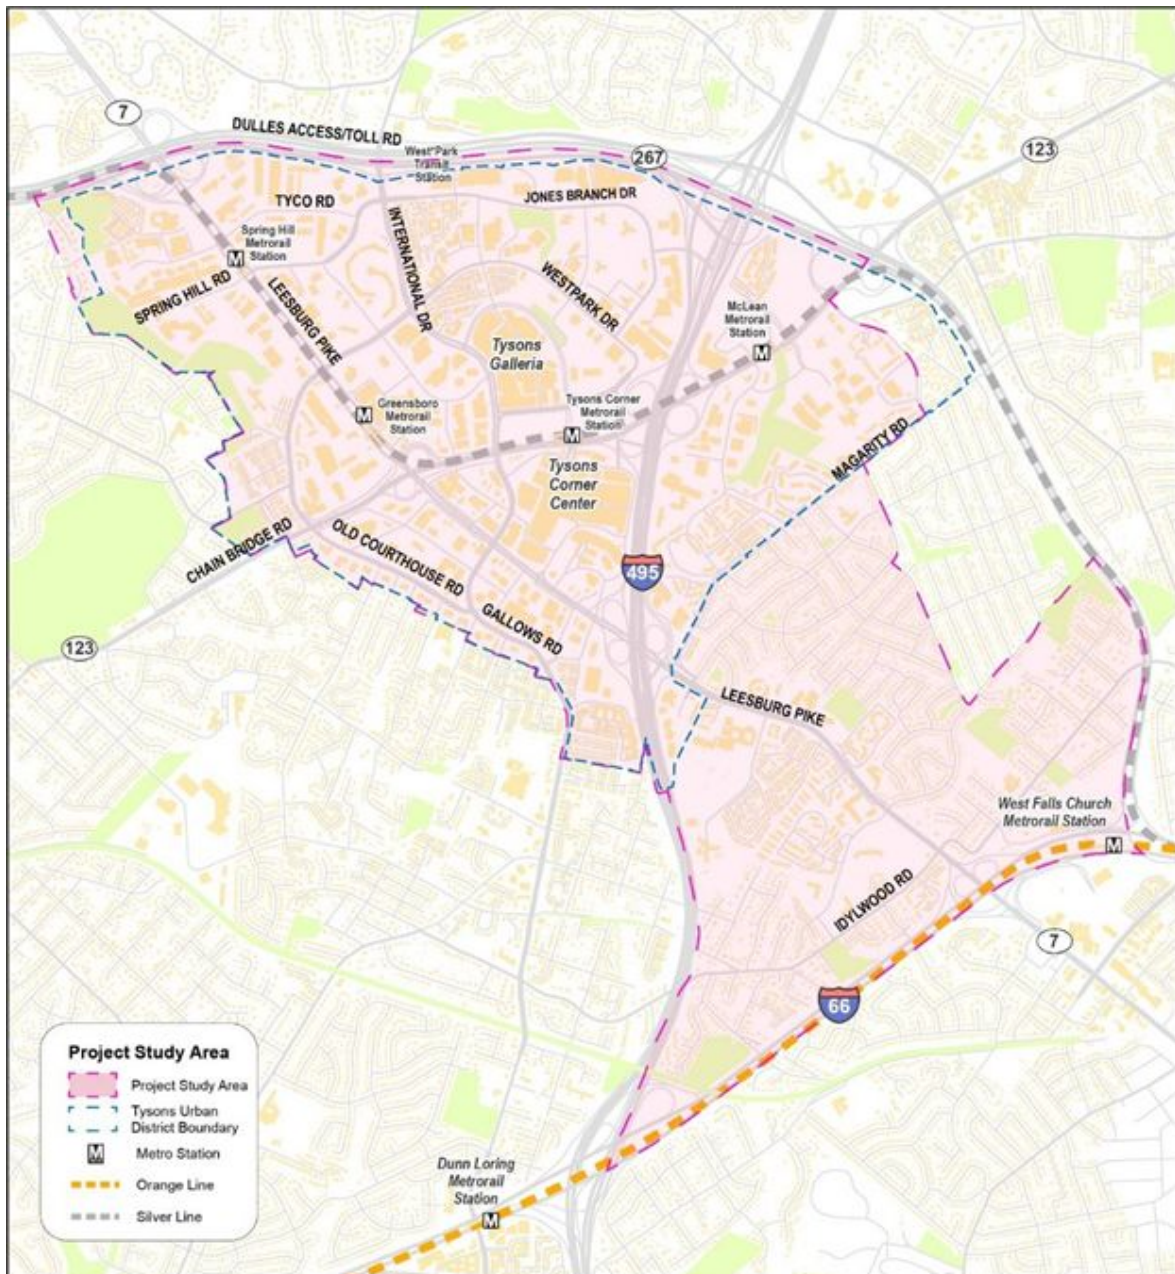 7
DULLES ACCESS/TOLL RD
West*Park
Transit
Station
267
123
TYCO RD
JONES BRANCH DR
Spring Hill
Metrorail
Station
M
INTERNATIONAL DR
SPRING HILL RD
LEESBURG PIKE
WESTPARK DR
McLean
Metrorail
Station
M
Tysons
Galleria
Greensboro
Metrorail
Station
M
Tysons Corner
Metrorail
Station
M
MAGARITY RD
Tysons
Corner
Center
CHAIN BRIDGE RD
OLD COURTHOUSE RD
495
GALLOWS RD
123
LEESBURG PIKE
West Falls Church
Metrorail Station
M
IDYLWOOD RD
7
66
Project Study Area
Project Study Area
Tysons Urban
District Boundary
M
Metro Station
Orange Line
Silver Line
Dunn Loring
Metrorail
Station
M